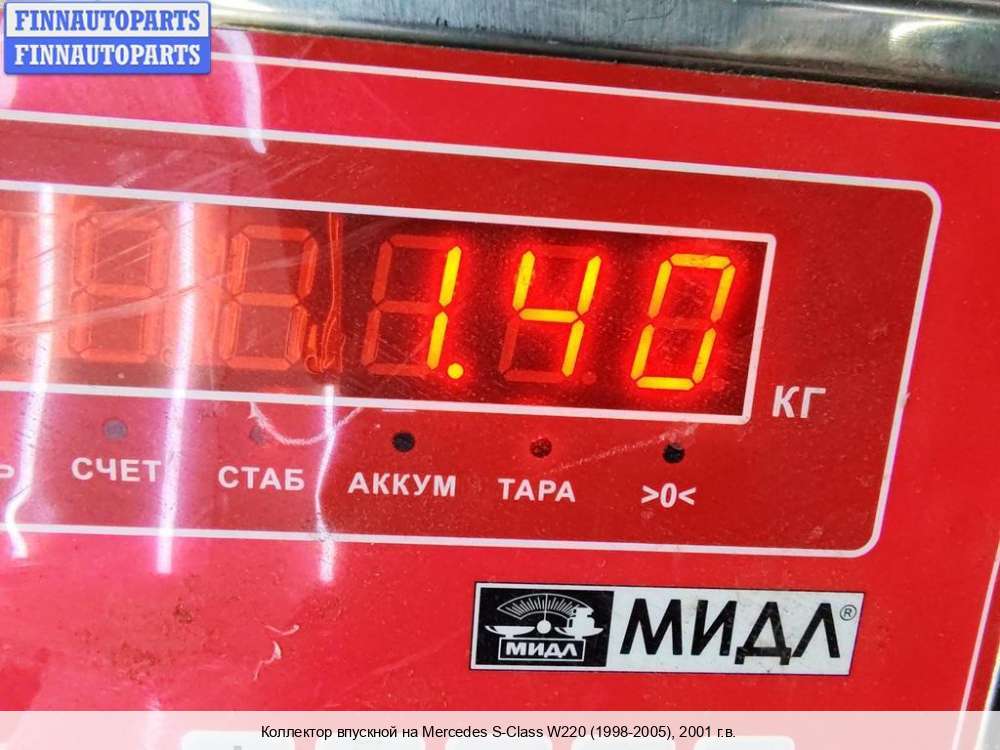 FINNAUTOPARTS
FINNAUTOPARTS
1.40
КГ
СЧЕТ СТАБ АККУМ ТАРА >0<
МИДЛ МИДЛ®
Коллектор впускной на Mercedes S-Class W220 (1998-2005), 2001 г.в.